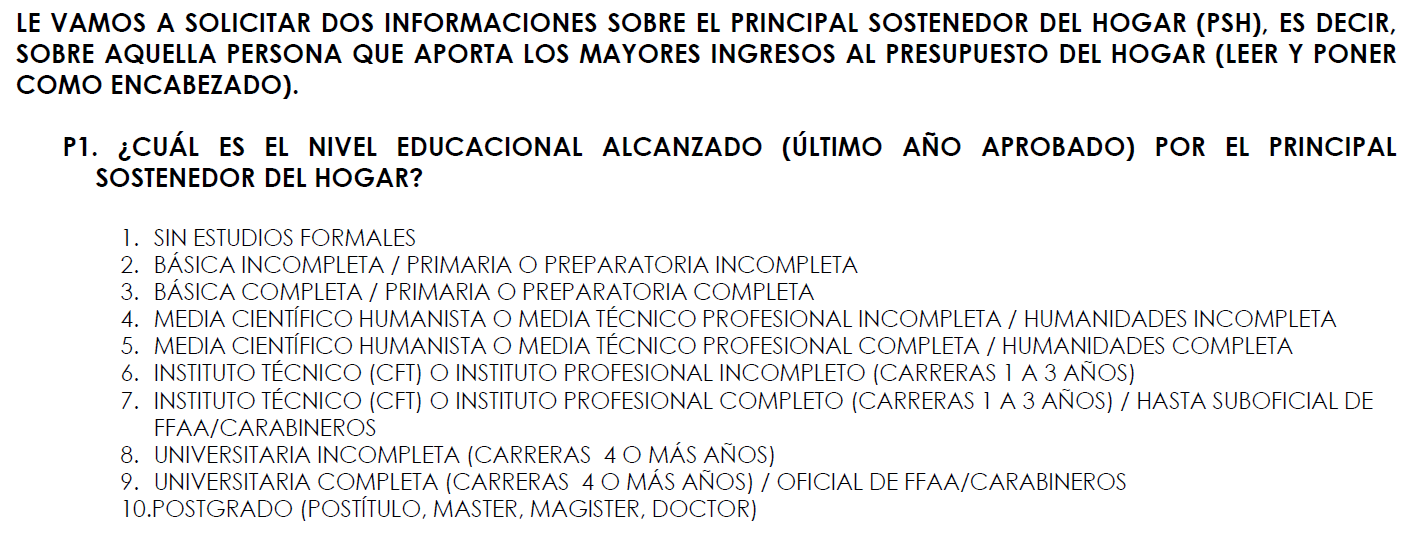 LE VAMOS A SOLICITAR DOS INFORMACIONES SOBRE EL PRINCIPAL SOSTENEDOR DEL HOGAR (PSH), ES DECIR,
SOBRE AQUELLA PERSONA QUE APORTA LOS MAYORES INGRESOS AL PRESUPUESTO DEL HOGAR (LEER Y PONER
COMO ENCABEZADO).
P1. ¿CUÁL ES EL NIVEL EDUCACIONAL ALCANZADO (ÚLTIMO AÑO APROBADO) POR EL PRINCIPAL
SOSTENEDOR DEL HOGAR?
1. SIN ESTUDIOS FORMALES
2. BÁSICA INCOMPLETA / PRIMARIA O PREPARATORIA INCOMPLETA
3. BÁSICA COMPLETA / PRIMARIA O PREPARATORIA COMPLETA
4. MEDIA CIENTÍFICO HUMANISTA O MEDIA TÉCNICO PROFESIONAL INCOMPLETA / HUMANIDADES INCOMPLETA
5. MEDIA CIENTÍFICO HUMANISTA O MEDIA TÉCNICO PROFESIONAL COMPLETA / HUMANIDADES COMPLETA
6. INSTITUTO TÉCNICO (CFT) O INSTITUTO PROFESIONAL INCOMPLETO (CARRERAS 1 A 3 AÑOS)
7. INSTITUTO TÉCNICO (CFT) O INSTITUTO PROFESIONAL COMPLETO (CARRERAS 1 A 3 AÑOS) / HASTA SUBOFICIAL DE
FFAA/CARABINEROS
8. UNIVERSITARIA INCOMPLETA (CARRERAS 4 O MÁS AÑOS)
9. UNIVERSITARIA COMPLETA (CARRERAS 4 O MÁS AÑOS) / OFICIAL DE FFAA/CARABINEROS
10.POSTGRADO (POSTÍTULO, MASTER, MAGISTER, DOCTOR)